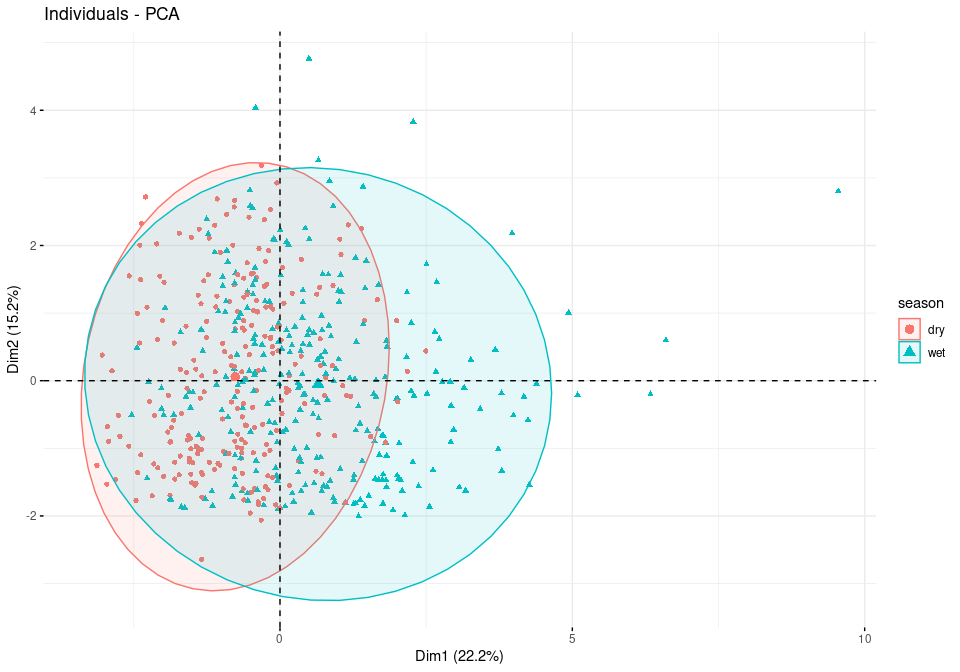 Individuals - PCA
Dim2 (15.2%)
4
2
0
-2
0
5
10
Dim1 (22.2%)
season
dry
wet